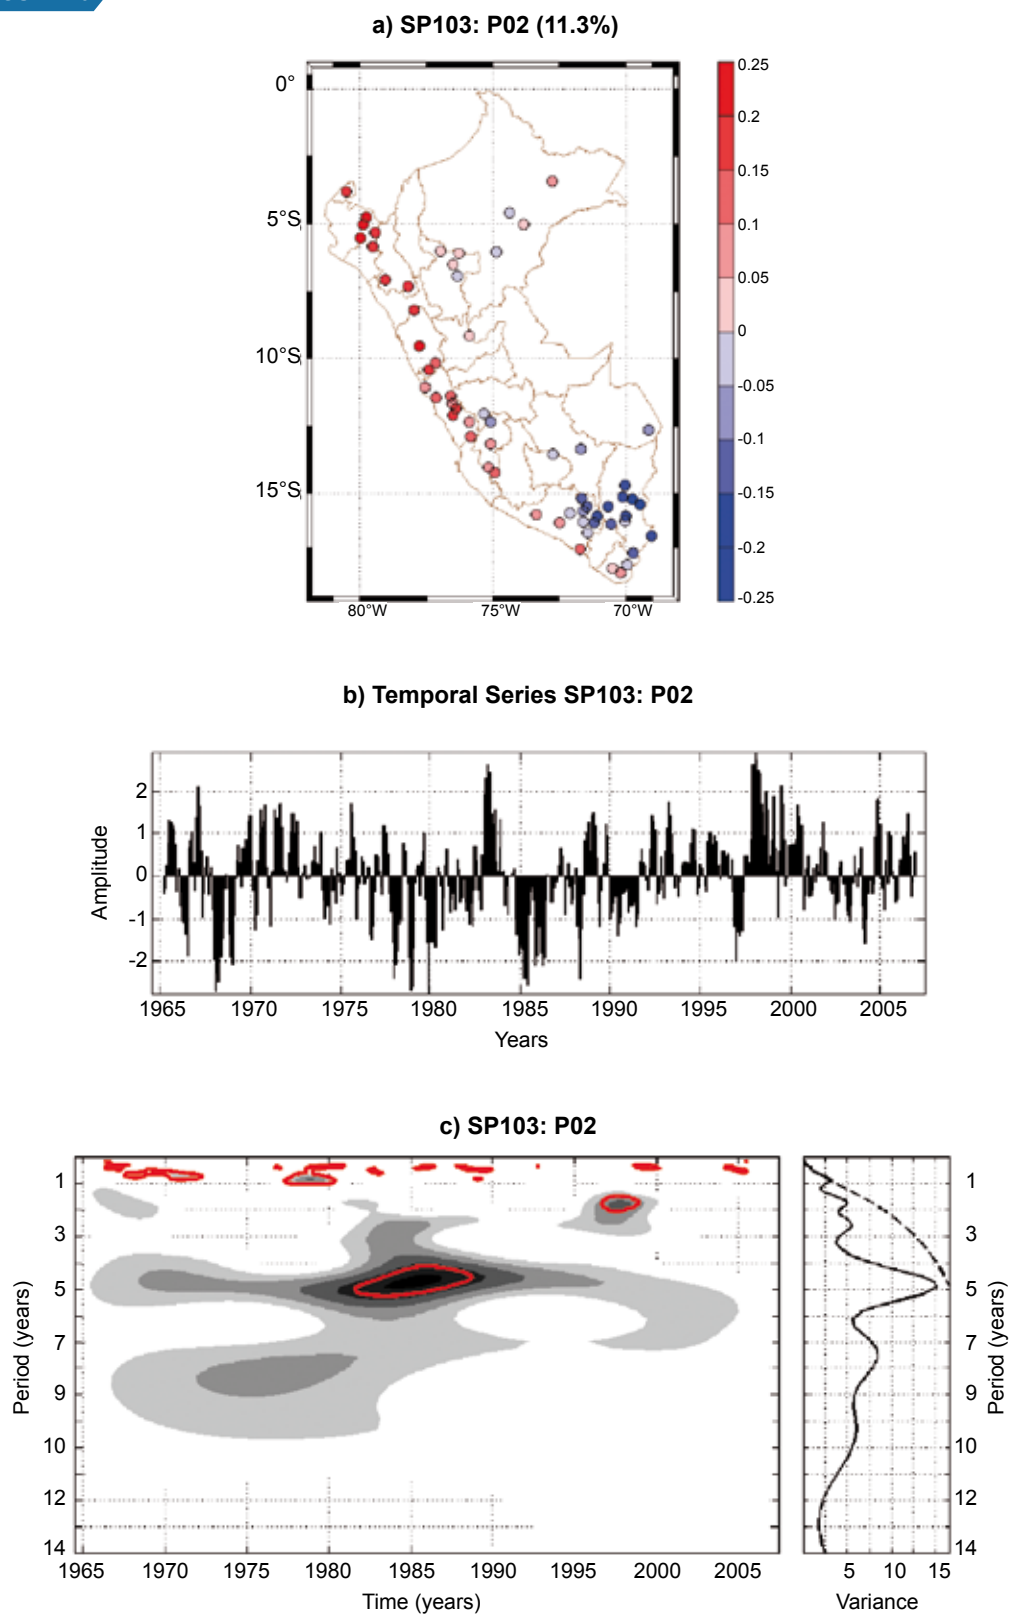 a) SP103: P02 (11.3%)
0°
5°S
10°S
15°S
80°W 75°W 70°W
0.25
0.2
0.15
0.1
0.05
0
-0.05
-0.1
-0.15
-0.2
-0.25
b) Temporal Series SP103: P02
Amplitude
2
1
0
-1
-2
1965 1970 1975 1980 1985 1990 1995 2000 2005
Years
c) SP103: P02
Period (years)
1
3
5
7
9
10
12
14
1965 1970 1975 1980 1985 1990 1995 2000 2005
Time (years)
1
3
5
7
9
10
12
14
Period (years)
5 10 15
Variance